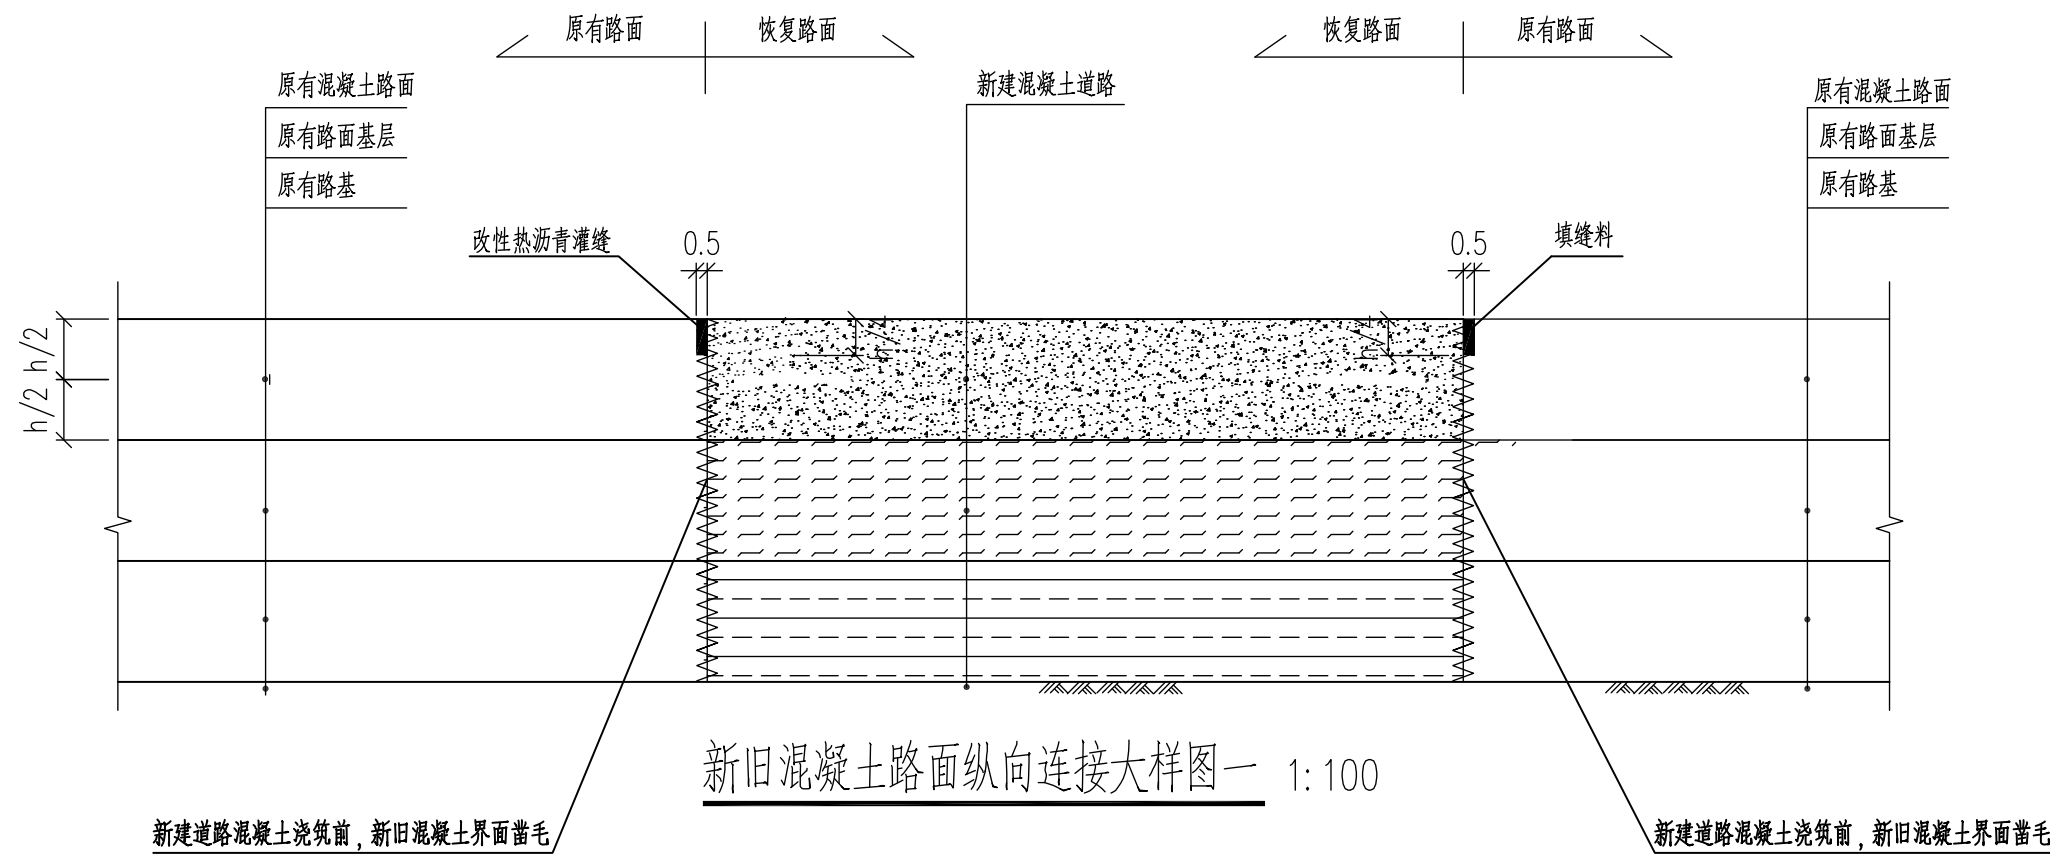 原有路面
恢复路面
恢复路面
原有路面
原有混凝土路面
原有路面基层
原有路基
新建混凝土道路
原有混凝土路面
原有路面基层
原有路基
改性热沥青灌缝
0.5
0.5
填缝料
h/2
h/2
h/4
h/4
新旧混凝土路面纵向连接大样图一 1:100
新建道路混凝土浇筑前,新旧混凝土界面凿毛
新建道路混凝土浇筑前,新旧混凝土界面凿毛